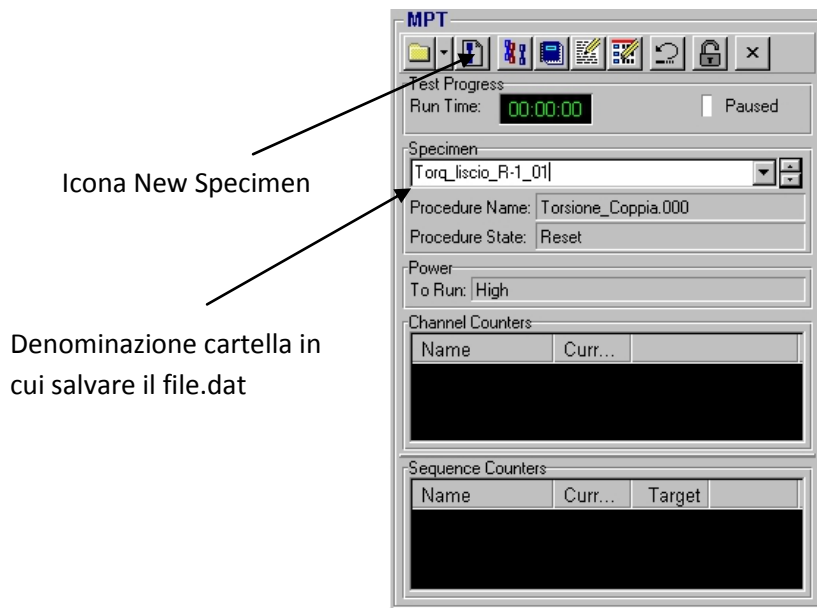 MPT
Test Progress
Run Time: 00:00:00 Paused
Specimen
Torq_liscio_R-1_01
Procedure Name: Torsione_Coppia.000
Procedure State: Reset
Power
To Run: High
Channel Counters
Name Curr...
Sequence Counters
Name Curr... Target
Icona New Specimen
Denominazione cartella in
cui salvare il file.dat